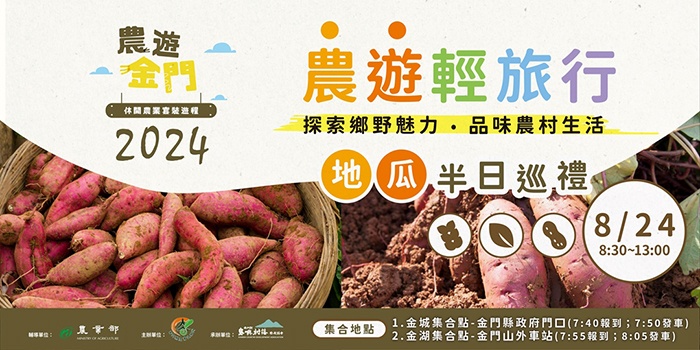 農遊
金門
休閒農業套裝遊程
2024
農遊輕旅行
探索鄉野魅力・品味農村生活
地瓜半日巡禮
8/24
8:30~13:00
輔導單位：
農業部
MINISTRY OF AGRICULTURE
主辦單位：
承辦單位：
集合地點
1.金城集合點-金門縣政府門口(7:40報到；7:50發車)
2.金湖集合點-金門山外車站(7:55報到；8:05發車)